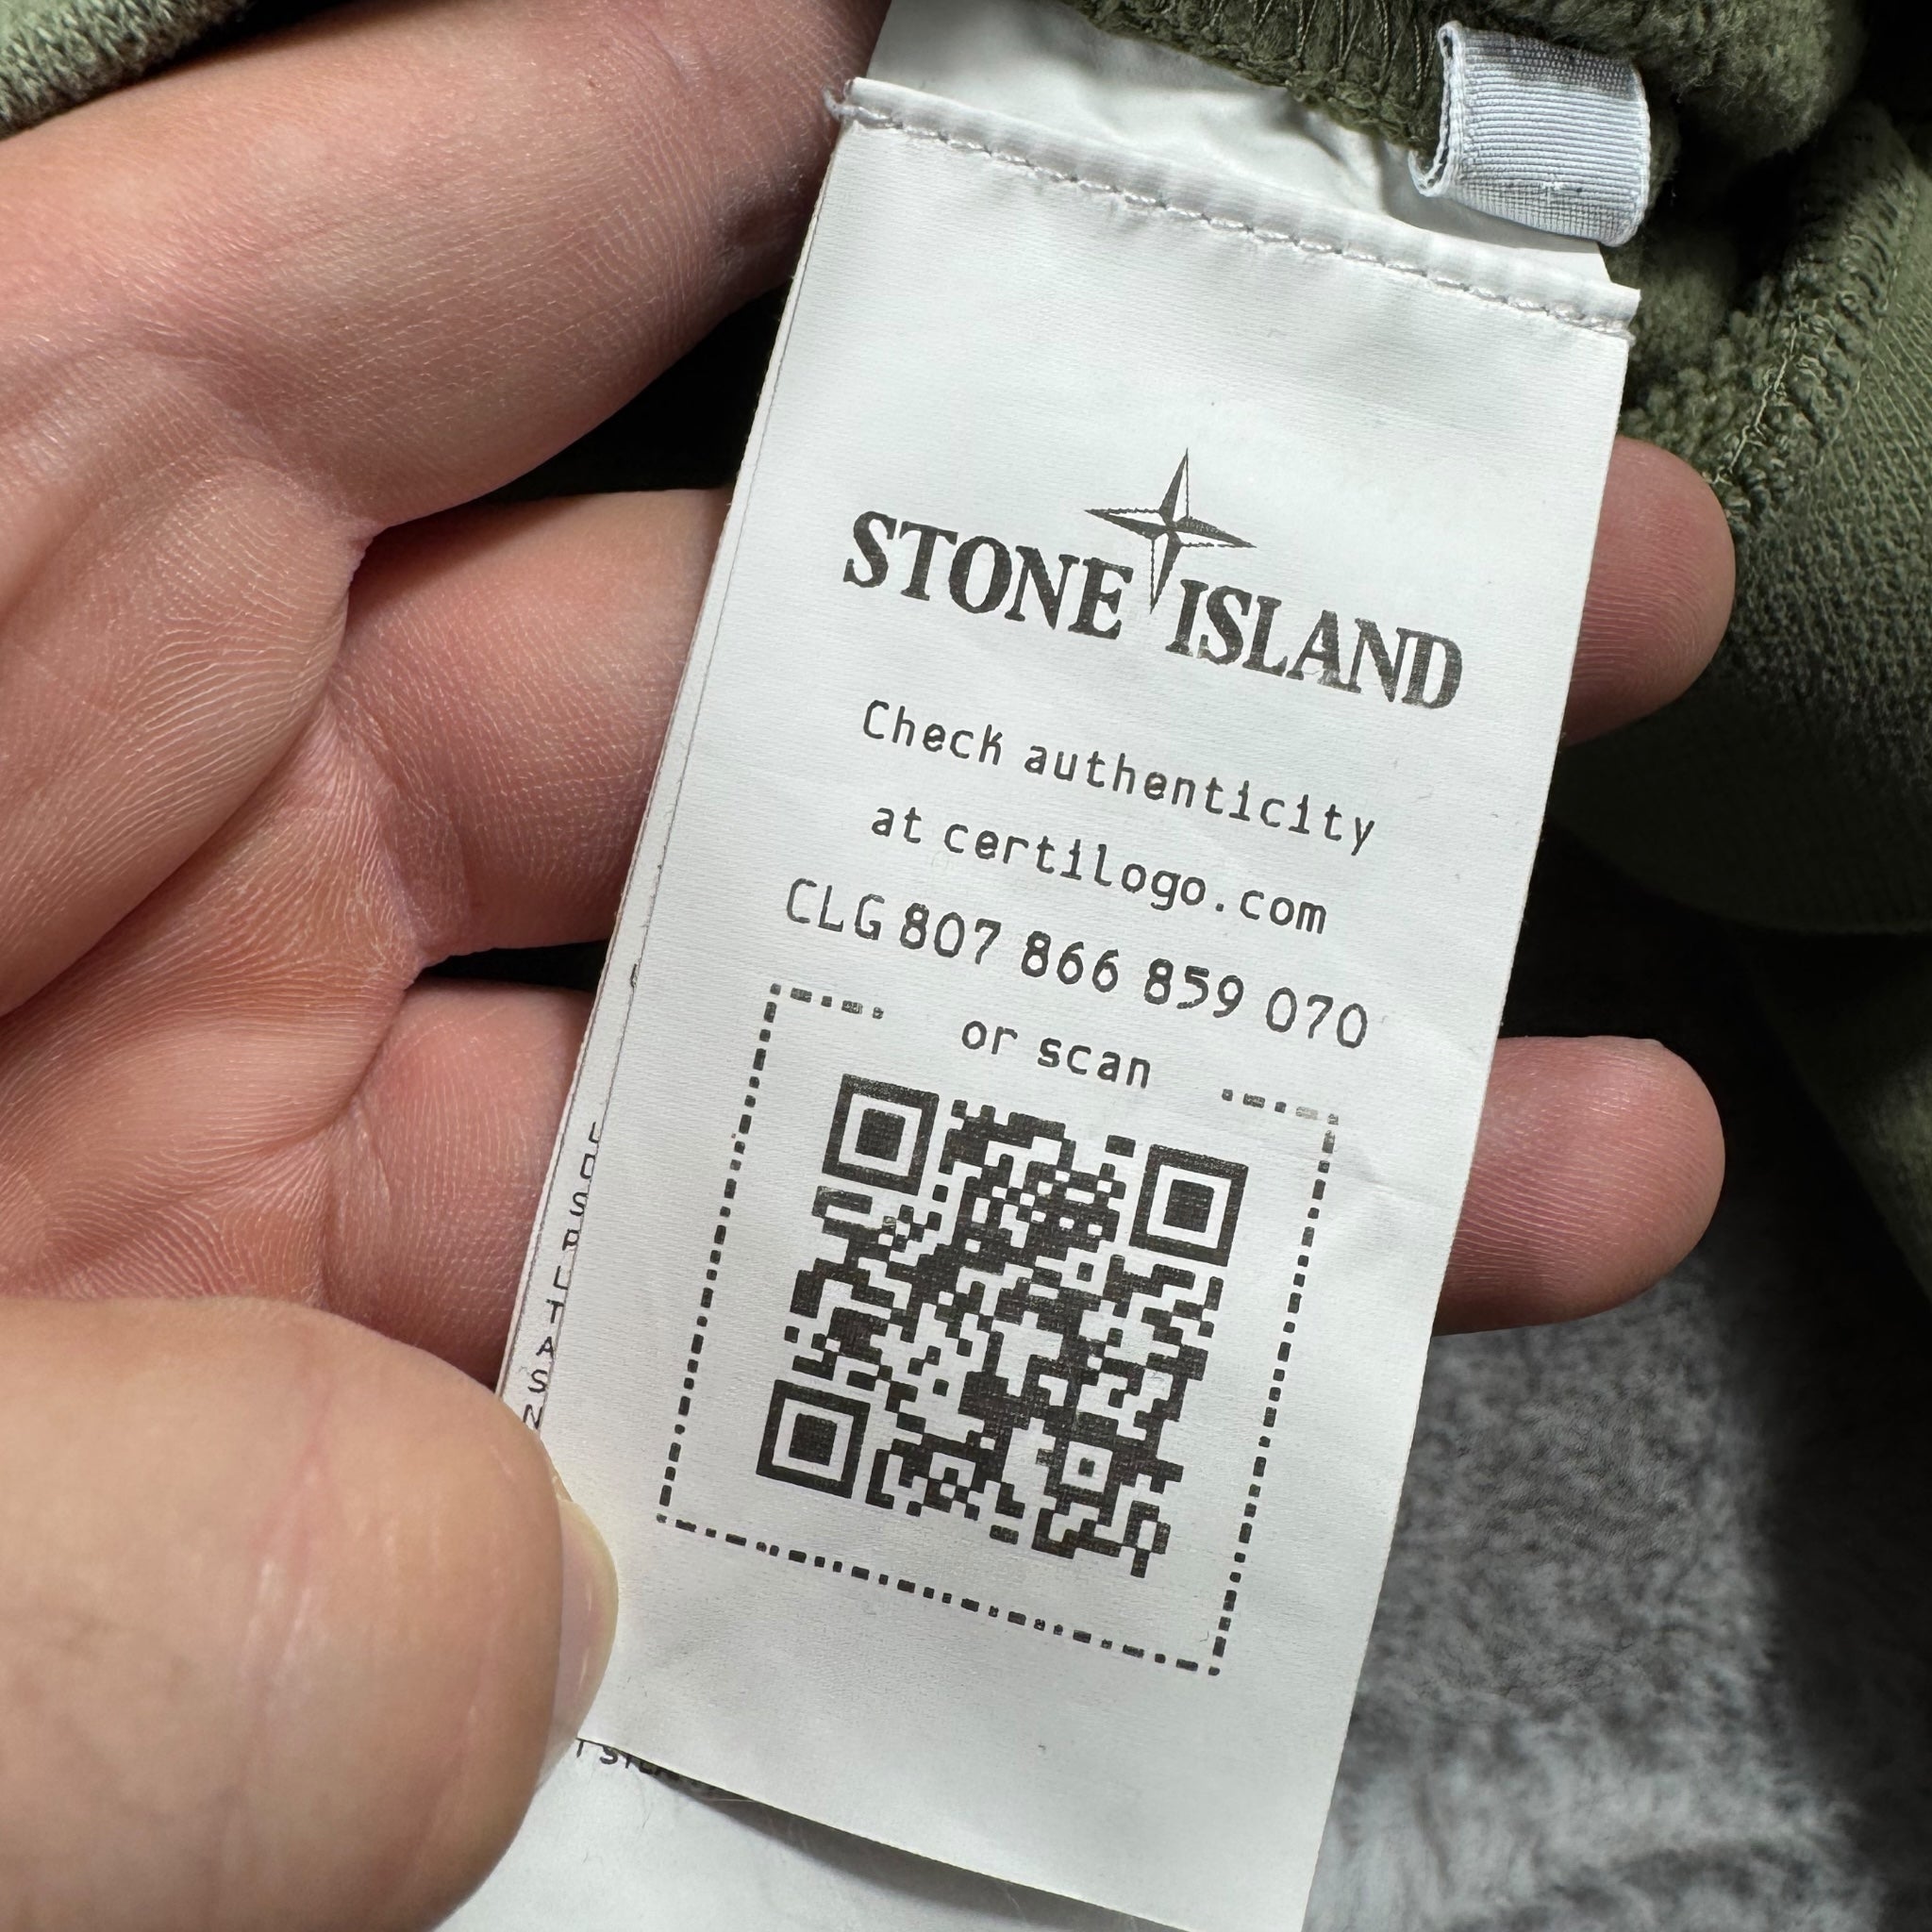 STONE ISLAND
Check authenticity
at certilogo.com
CLG 807 866 859 070
or scan